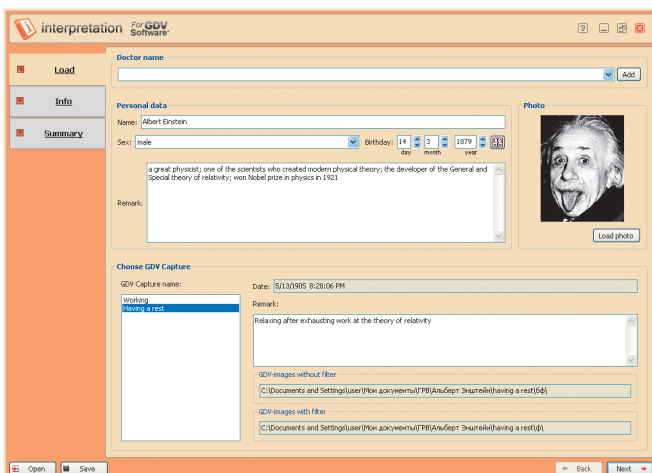 interpretation For GDV Software
Load
Info
Summary
Doctor name
Add
Personal data
Name: Albert Einstein
Sex: male Birthday: 14 3 1879
day month year
Remark:
a great physicist; one of the scientists who created modern physical theory; the developer of the General and
Special theory of relativity; won Nobel prize in physics in 1921
Photo
Load photo
Choose GDV Capture
GDV Capture name:
Working
Having a rest
Date: 5/13/1905 8:28:06 PM
Remark:
Relaxing after exhausting work at the theory of relativity
GDV-images without filter
C:\Documents and Settings\user\Мои документы\ГРВ\Альберт Энштейн\having a rest\бф\
GDV-images with filter
C:\Documents and Settings\user\Мои документы\ГРВ\Альберт Энштейн\having a rest\ф\
Open Save Back Next